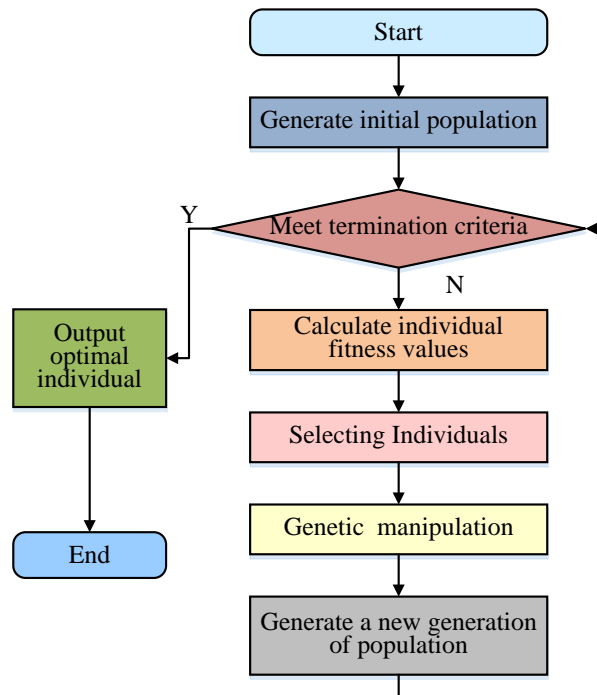 Start
Generate initial population
Meet termination criteria
Y
N
Output
optimal
individual
Calculate individual
fitness values
Selecting Individuals
Genetic manipulation
End
Generate a new generation
of population